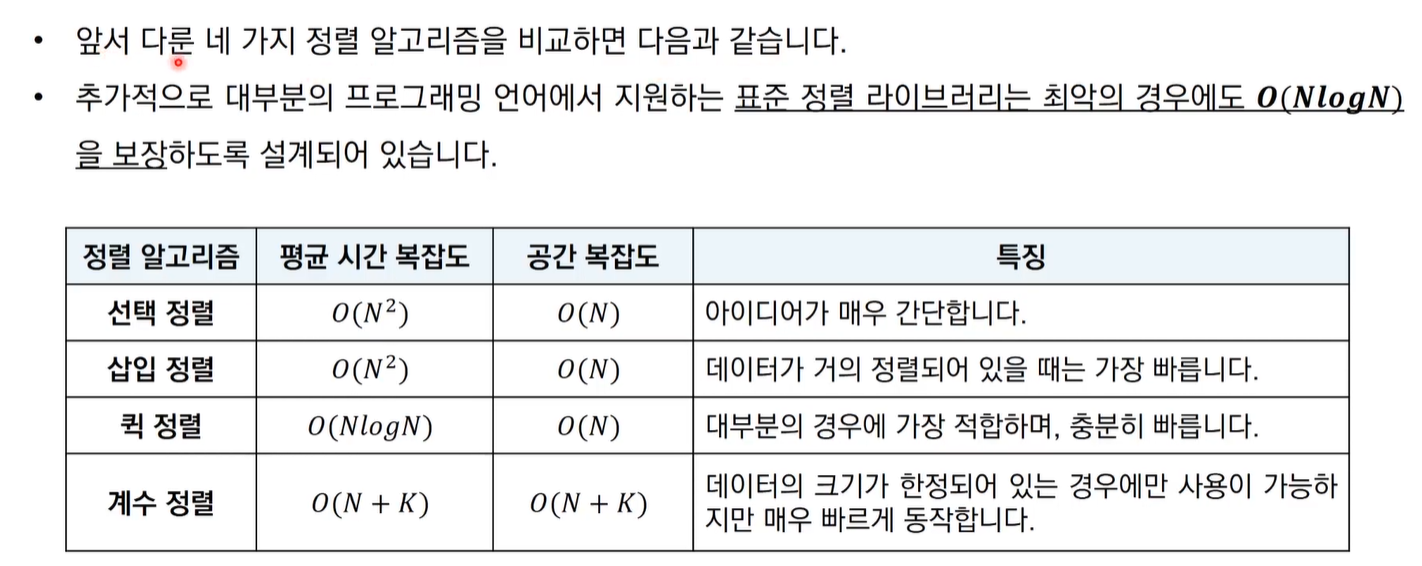 • 앞서 다룬 네 가지 정렬 알고리즘을 비교하면 다음과 같습니다.
• 추가적으로 대부분의 프로그래밍 언어에서 지원하는 표준 정렬 라이브러리는 최악의 경우에도 O(NlogN)
을 보장하도록 설계되어 있습니다.
정렬 알고리즘 평균 시간 복잡도 공간 복잡도 특징
선택 정렬 O(N²) O(N) 아이디어가 매우 간단합니다.
삽입 정렬 O(N²) O(N) 데이터가 거의 정렬되어 있을 때는 가장 빠릅니다.
퀵 정렬 O(NlogN) O(N) 대부분의 경우에 가장 적합하며, 충분히 빠릅니다.
계수 정렬 O(N + K) O(N + K) 데이터의 크기가 한정되어 있는 경우에만 사용이 가능하
지만 매우 빠르게 동작합니다.